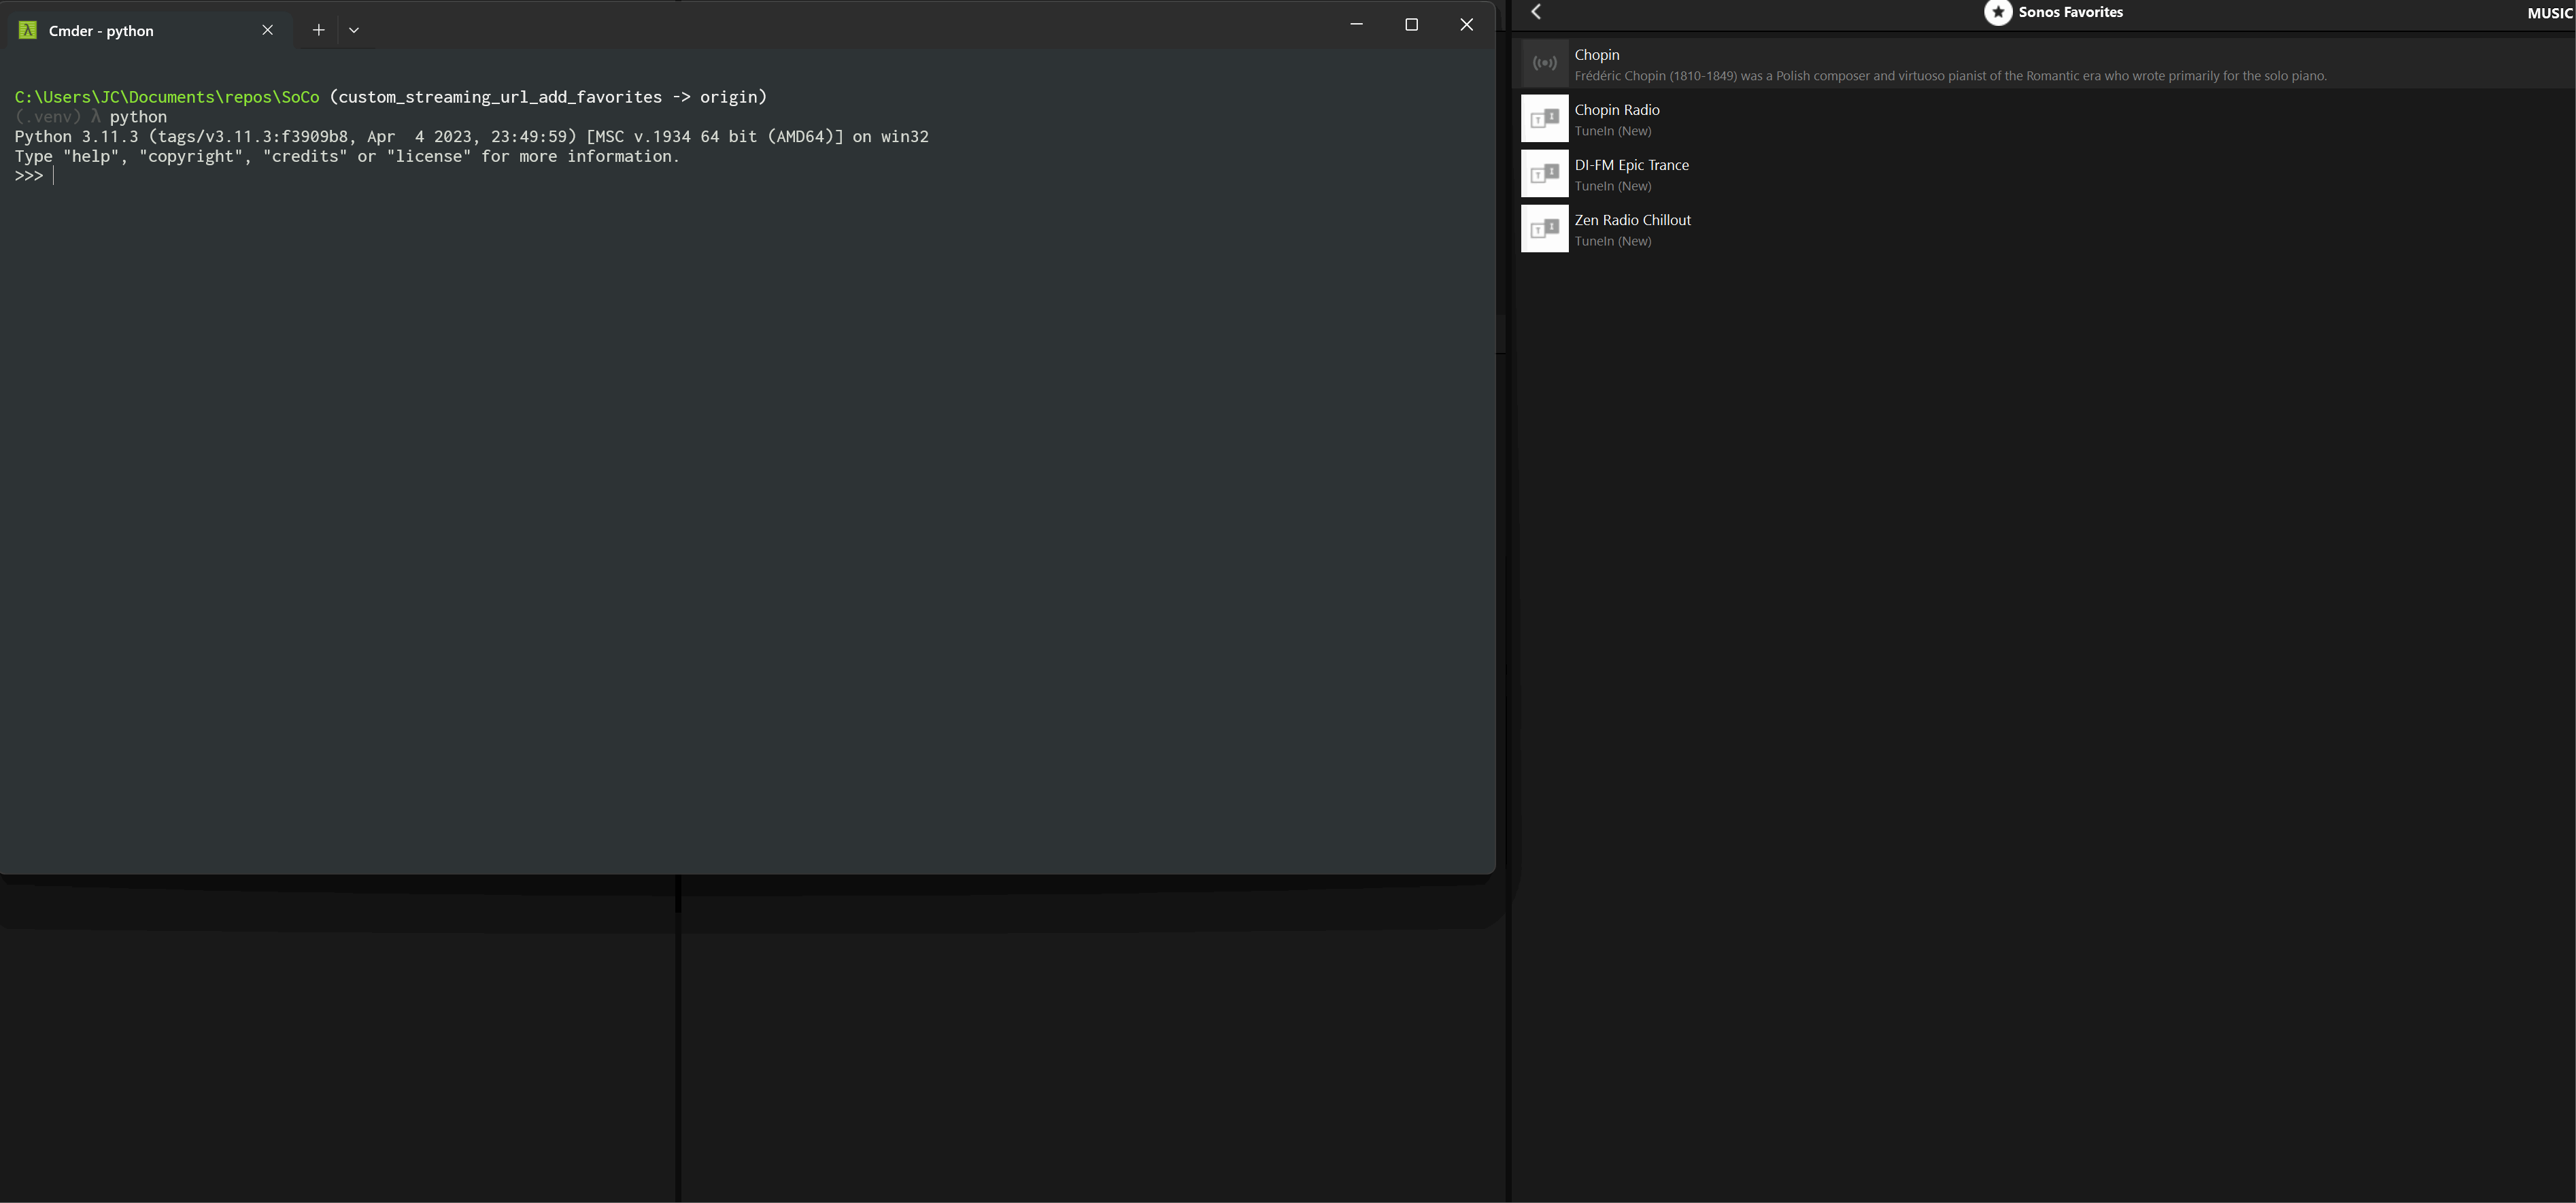 Cmder - python
C:\Users\JC\Documents\repos\SoCo (custom_streaming_url_add_favorites -> origin)
(.venv) λ python
Python 3.11.3 (tags/v3.11.3:f3909b8, Apr  4 2023, 23:49:59) [MSC v.1934 64 bit (AMD64)] on win32
Type "help", "copyright", "credits" or "license" for more information.
>>>
Sonos Favorites
MUSIC
Chopin
Frédéric Chopin (1810-1849) was a Polish composer and virtuoso pianist of the Romantic era who wrote primarily for the solo piano.
T I
Chopin Radio
TuneIn (New)
T I
DI-FM Epic Trance
TuneIn (New)
T I
Zen Radio Chillout
TuneIn (New)